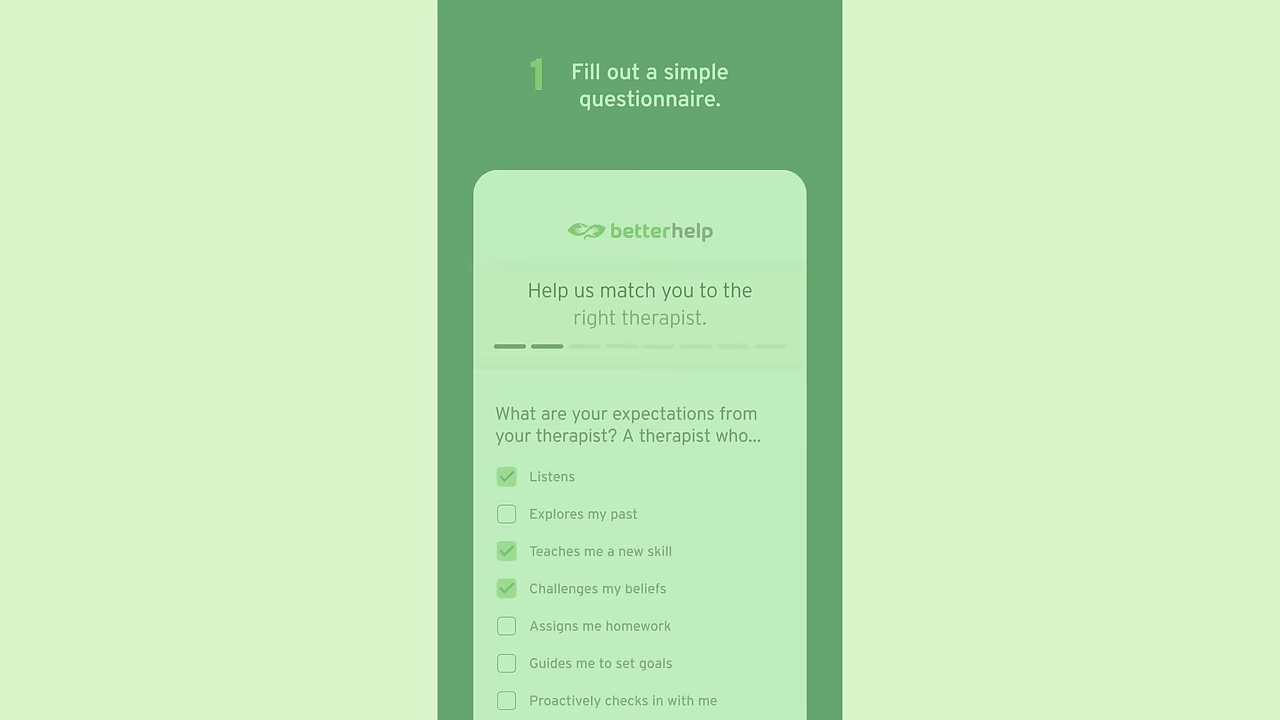 1 Fill out a simple
questionnaire.
betterhelp
Help us match you to the
right therapist.
What are your expectations from
your therapist? A therapist who...
Listens
Explores my past
Teaches me a new skill
Challenges my beliefs
Assigns me homework
Guides me to set goals
Proactively checks in with me